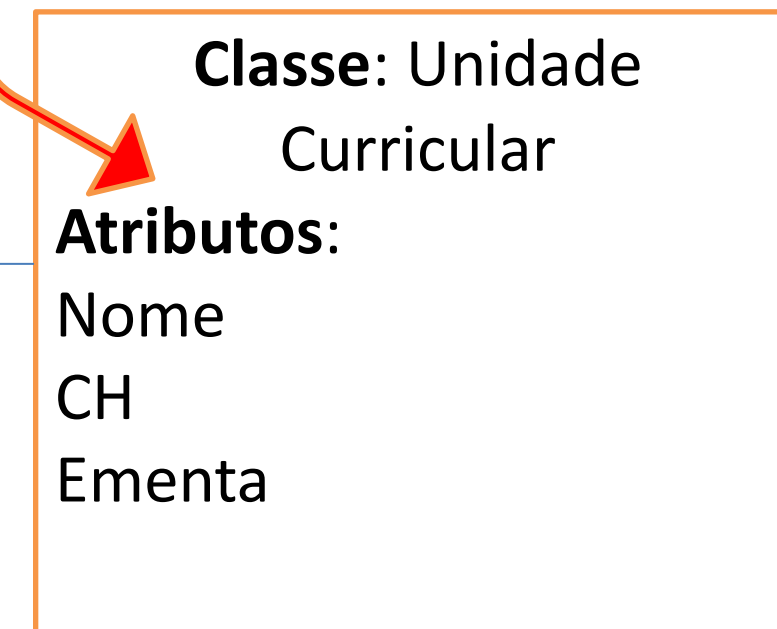 Classe: Unidade
Curricular
Atributos:
Nome
CH
Ementa